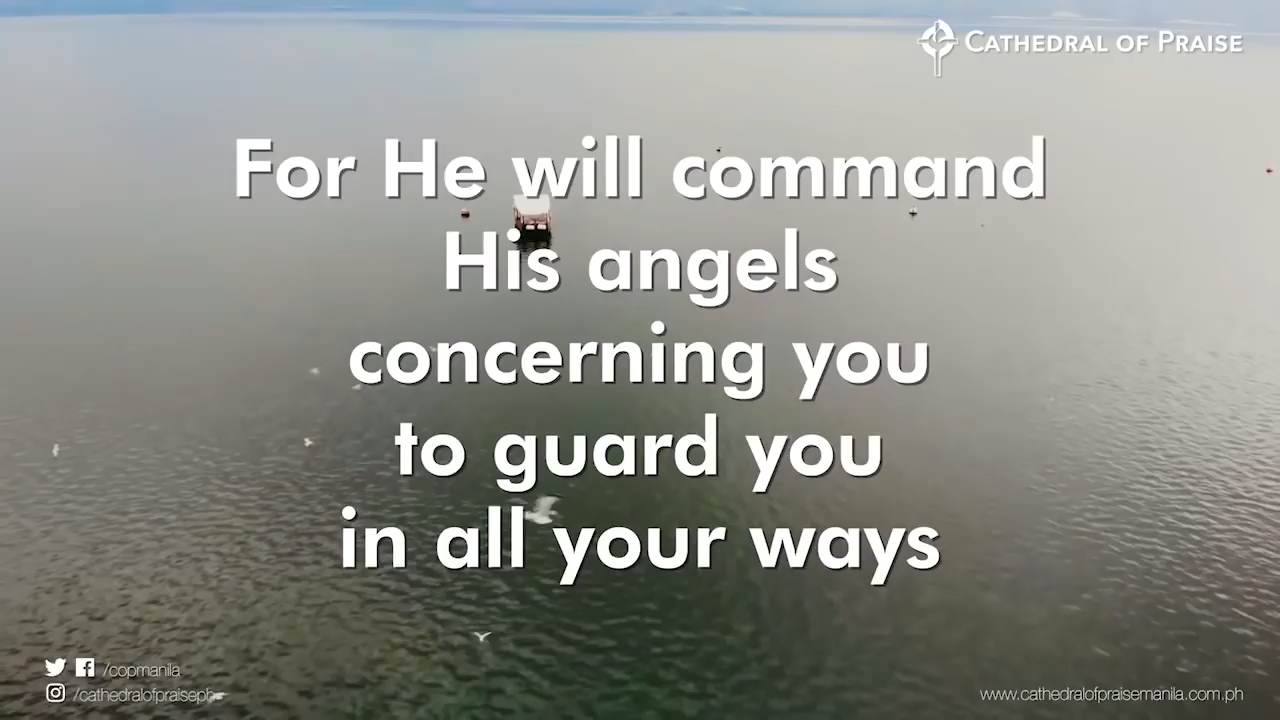 CATHEDRAL OF PRAISE
For He will command
His angels
concerning you
to guard you
in all your ways
/copmanila
/cathedralofpraiseph
www.cathedralofpraisemanila.com.ph